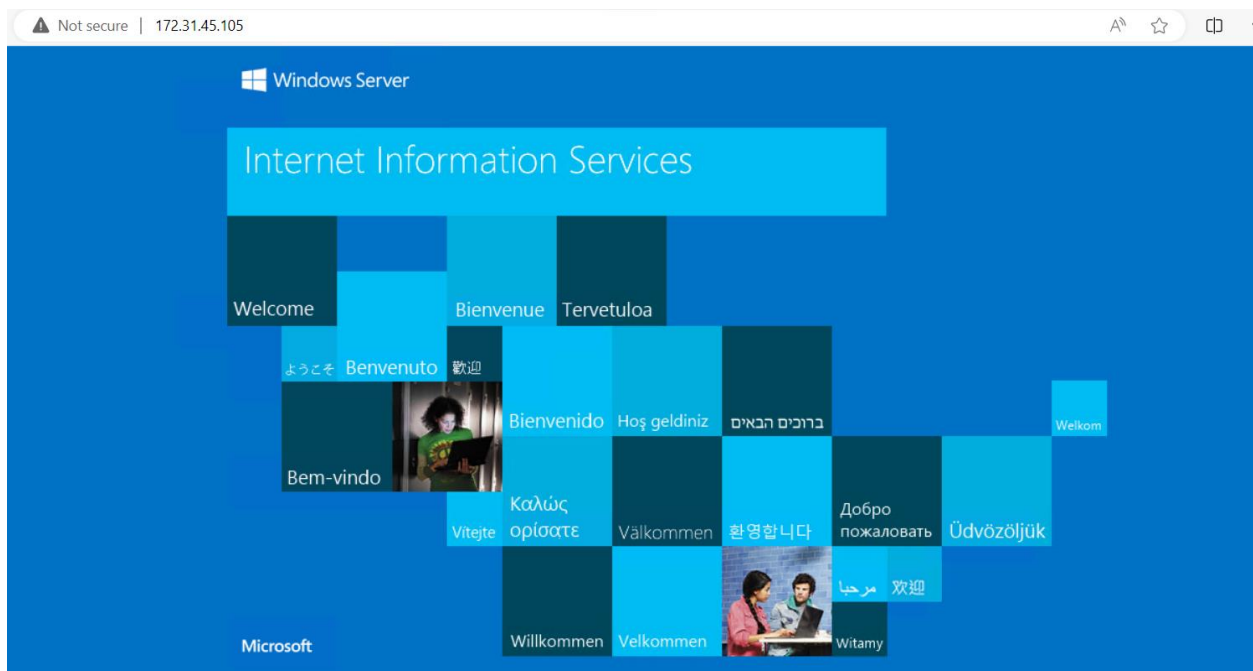 Not secure | 172.31.45.105
Windows Server
Internet Information Services
Welcome
Bienvenue
Tervetuloa
ようこそ
Benvenuto
歡迎
Bienvenido
Hoş geldiniz
ברוכים הבאים
Welkom
Bem-vindo
Vítejte
Καλώς
ορίσατε
Välkommen
환영합니다
Добро
пожаловать
Üdvözöljük
مرحبا
欢迎
Willkommen
Velkommen
Witamy
Microsoft